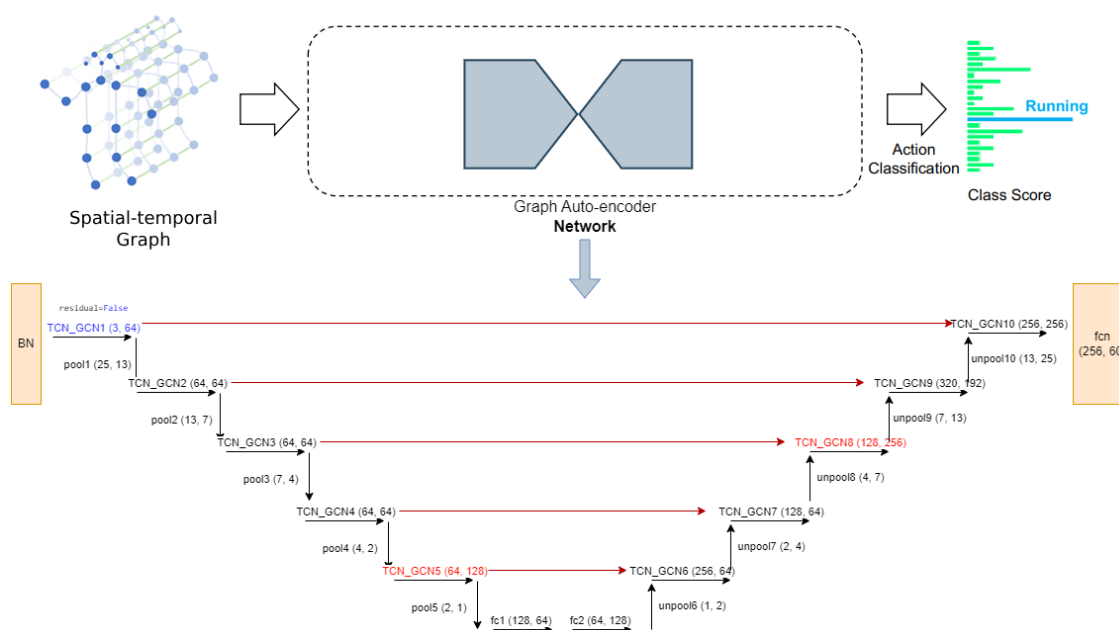 Spatial-temporal
Graph
Graph Auto-encoder
Network
Action
Classification
Running
Class Score
BN
residual=False
TCN_GCN1 (3, 64)
pool1 (25, 13)
TCN_GCN2 (64, 64)
pool2 (13, 7)
TCN_GCN3 (64, 64)
pool3 (7, 4)
TCN_GCN4 (64, 64)
pool4 (4, 2)
TCN_GCN5 (64, 128)
pool5 (2, 1)
fc1 (128, 64)
fc2 (64, 128)
unpool6 (1, 2)
TCN_GCN6 (256, 64)
unpool7 (2, 4)
TCN_GCN7 (128, 64)
unpool8 (4, 7)
TCN_GCN8 (128, 256)
unpool9 (7, 13)
TCN_GCN9 (320, 192)
unpool10 (13, 25)
TCN_GCN10 (256, 256)
fcn
(256, 60